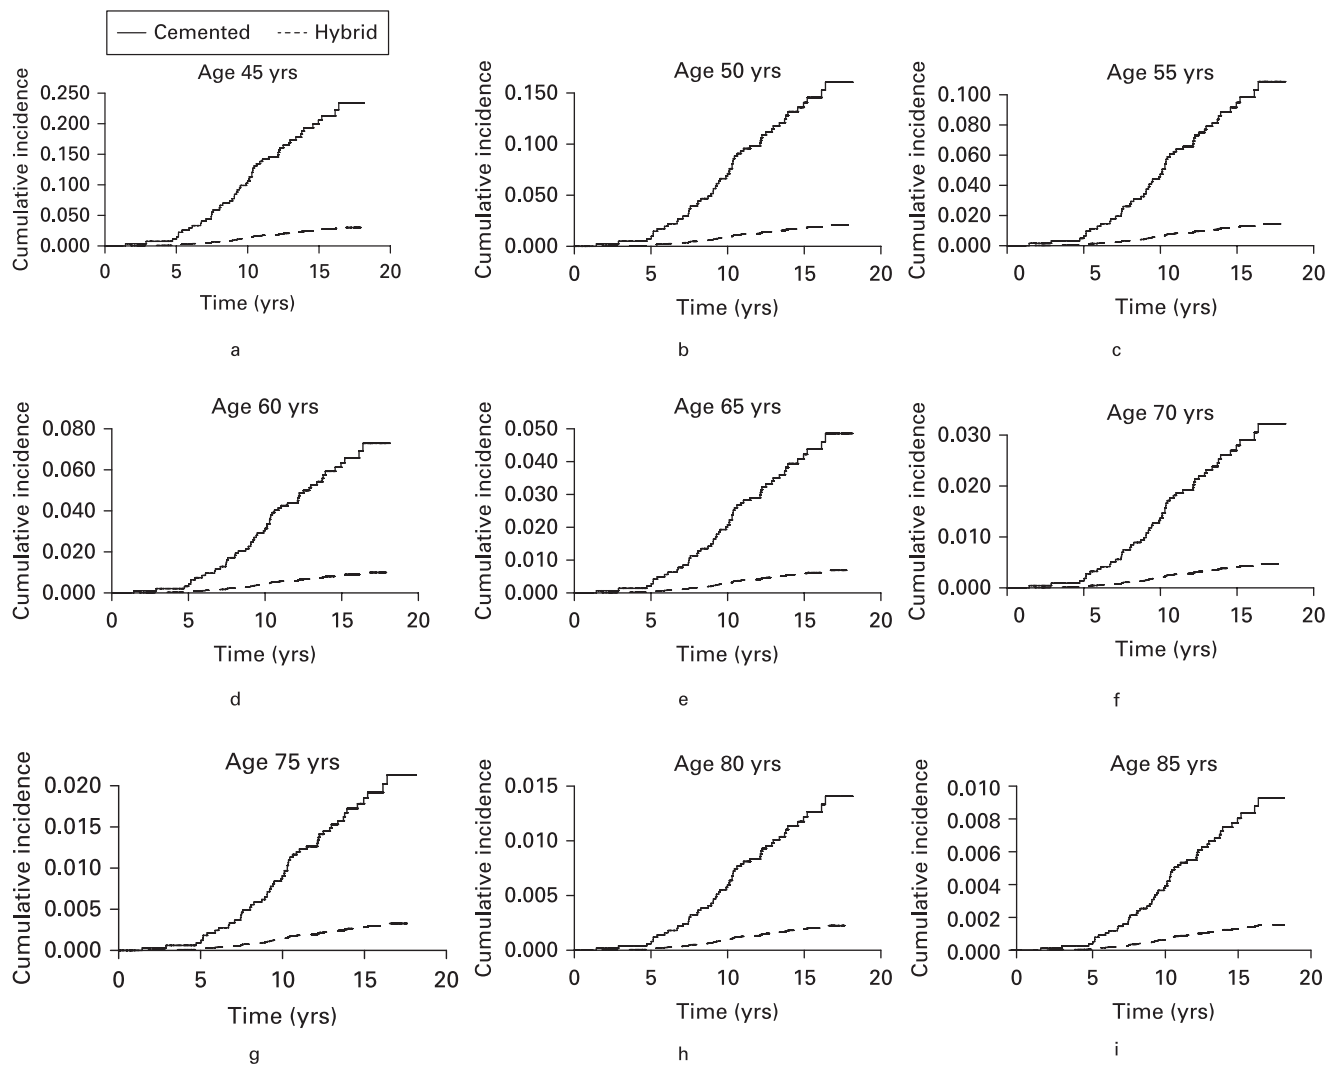 Cemented Hybrid
Age 45 yrs
Cumulative incidence
0.250
0.200
0.150
0.100
0.050
0.000
0 5 10 15 20
Time (yrs)
a
Age 50 yrs
Cumulative incidence
0.150
0.100
0.050
0.000
0 5 10 15 20
Time (yrs)
b
Age 55 yrs
Cumulative incidence
0.100
0.080
0.060
0.040
0.020
0.000
0 5 10 15 20
Time (yrs)
c
Age 60 yrs
Cumulative incidence
0.080
0.060
0.040
0.020
0.000
0 5 10 15 20
Time (yrs)
d
Age 65 yrs
Cumulative incidence
0.050
0.040
0.030
0.020
0.010
0.000
0 5 10 15 20
Time (yrs)
e
Age 70 yrs
Cumulative incidence
0.030
0.020
0.010
0.000
0 5 10 15 20
Time (yrs)
f
Age 75 yrs
Cumulative incidence
0.020
0.015
0.010
0.005
0.000
0 5 10 15 20
Time (yrs)
g
Age 80 yrs
Cumulative incidence
0.015
0.010
0.005
0.000
0 5 10 15 20
Time (yrs)
h
Age 85 yrs
Cumulative incidence
0.010
0.008
0.006
0.004
0.002
0.000
0 5 10 15 20
Time (yrs)
i